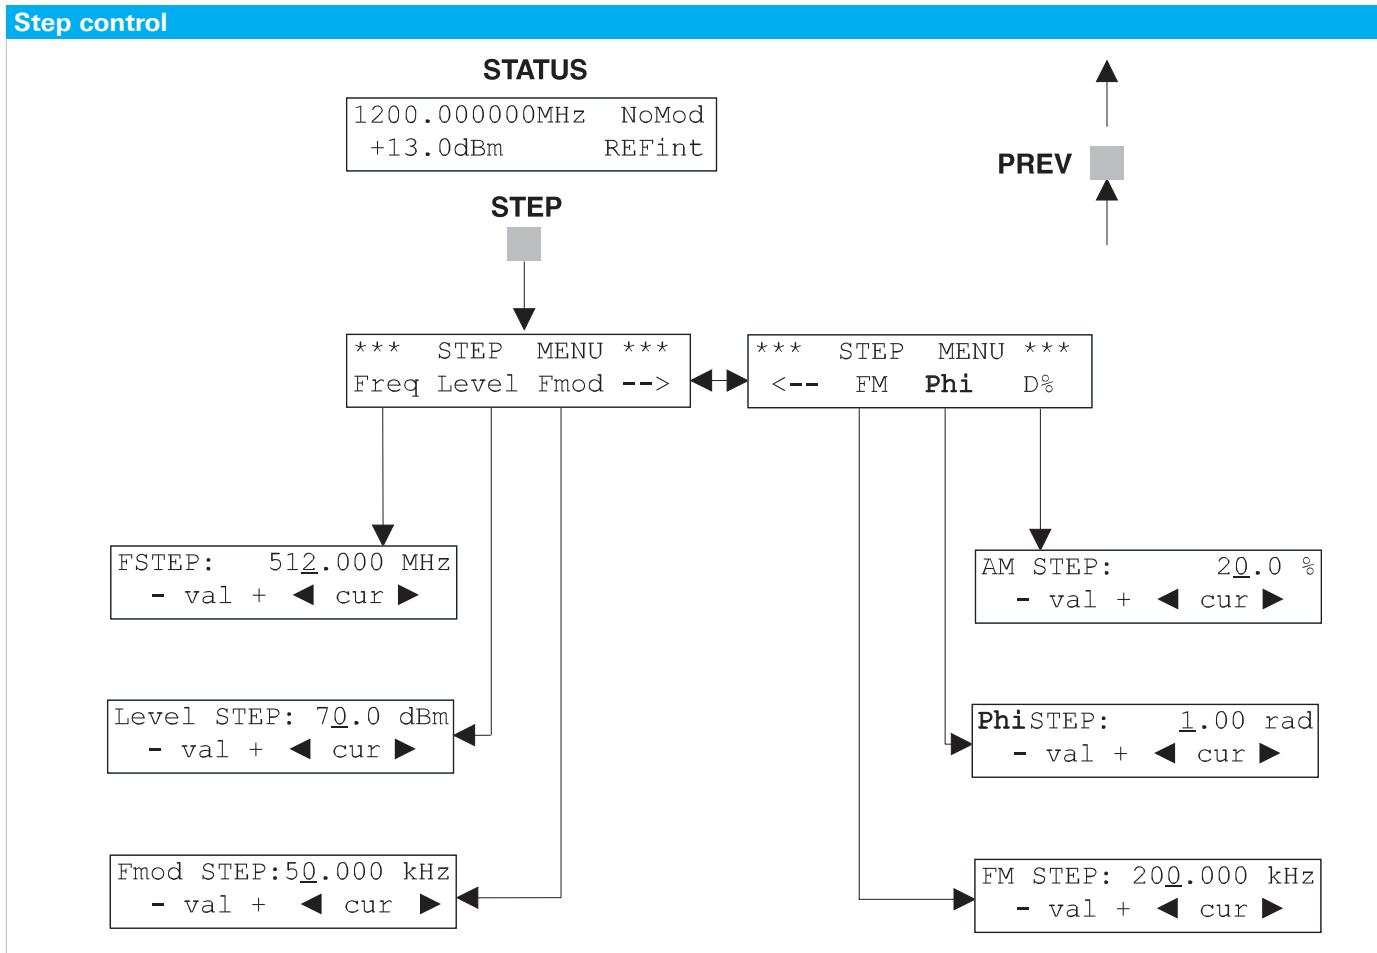 Step control
STATUS
1200.000000MHz NoMod
+13.0dBm REFint
PREV
STEP
*** STEP MENU ***
Freq Level Fmod -->
*** STEP MENU ***
<-- FM Phi D%
FSTEP: 512.000 MHz
- val + ◀ cur ▶
AM STEP: 20.0 %
- val + ◀ cur ▶
Level STEP: 70.0 dBm
- val + ◀ cur ▶
PhiSTEP: 1.00 rad
- val + ◀ cur ▶
Fmod STEP:50.000 kHz
- val + ◀ cur ▶
FM STEP: 200.000 kHz
- val + ◀ cur ▶